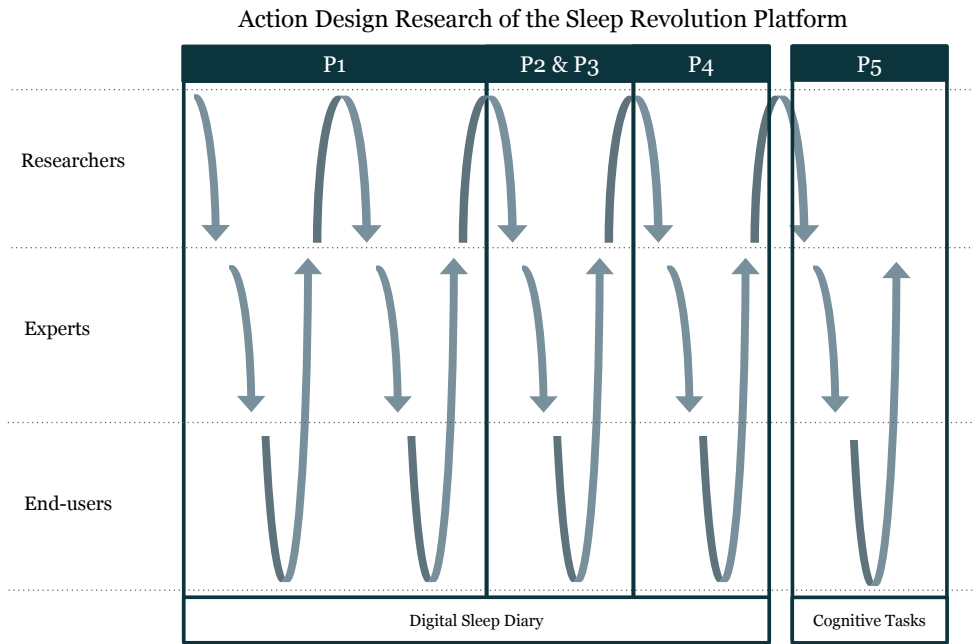 Action Design Research of the Sleep Revolution Platform
P1
P2 & P3
P4
P5
Researchers
Experts
End-users
Digital Sleep Diary
Cognitive Tasks